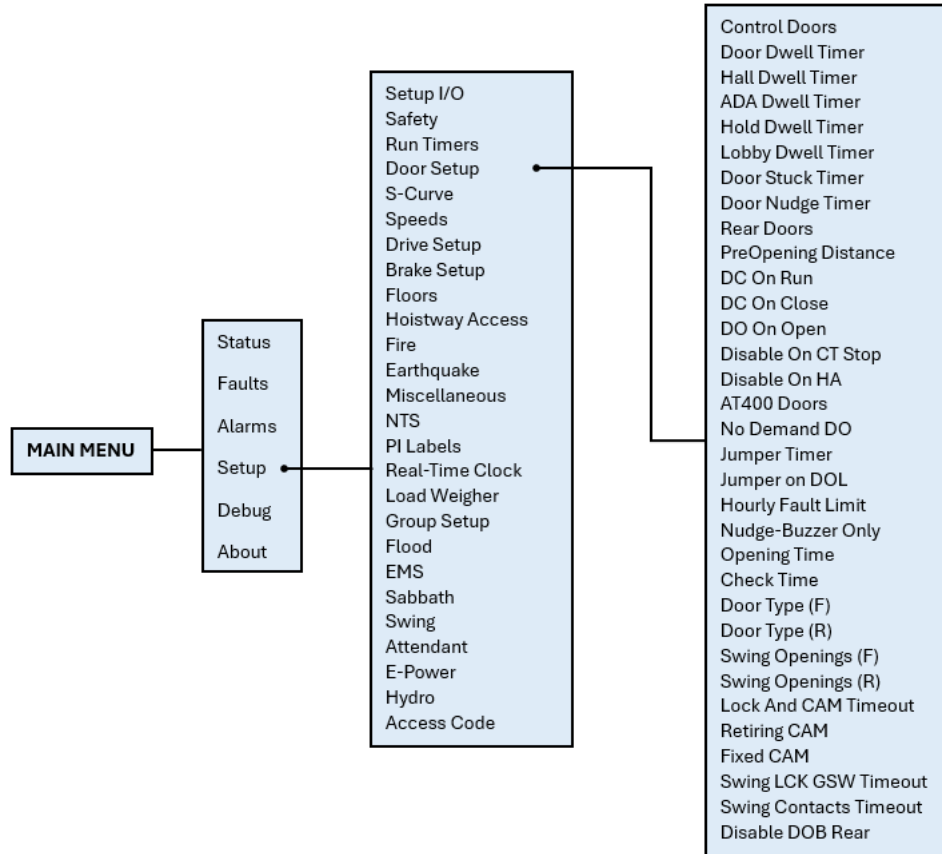 MAIN MENU
Status
Faults
Alarms
Setup
Debug
About
Setup I/O
Safety
Run Timers
Door Setup
S-Curve
Speeds
Drive Setup
Brake Setup
Floors
Hoistway Access
Fire
Earthquake
Miscellaneous
NTS
PI Labels
Real-Time Clock
Load Weigher
Group Setup
Flood
EMS
Sabbath
Swing
Attendant
E-Power
Hydro
Access Code
Control Doors
Door Dwell Timer
Hall Dwell Timer
ADA Dwell Timer
Hold Dwell Timer
Lobby Dwell Timer
Door Stuck Timer
Door Nudge Timer
Rear Doors
PreOpening Distance
DC On Run
DC On Close
DO On Open
Disable On CT Stop
Disable On HA
AT400 Doors
No Demand DO
Jumper Timer
Jumper on DOL
Hourly Fault Limit
Nudge-Buzzer Only
Opening Time
Check Time
Door Type (F)
Door Type (R)
Swing Openings (F)
Swing Openings (R)
Lock And CAM Timeout
Retiring CAM
Fixed CAM
Swing LCK GSW Timeout
Swing Contacts Timeout
Disable DOB Rear